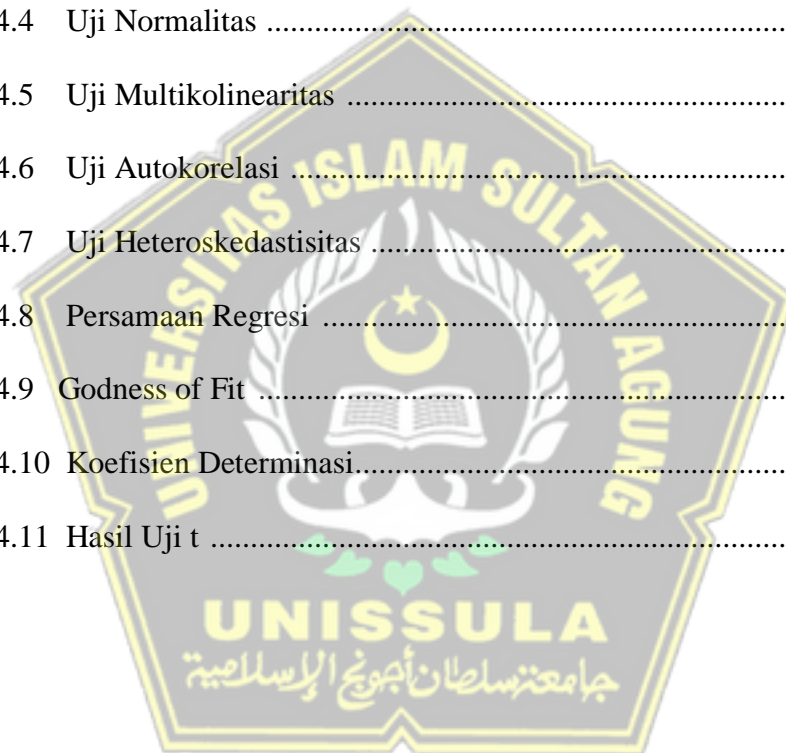 4.4 Uji Normalitas ................................................................
4.5 Uji Multikolinearitas ................................................................
4.6 Uji Autokorelasi ................................................................
4.7 Uji Heteroskedastisitas ................................................................
4.8 Persamaan Regresi ................................................................
4.9 Godness of Fit ................................................................
4.10 Koefisien Determinasi................................................................
4.11 Hasil Uji t ................................................................
UNIVERSITAS ISLAM SULTAN AGUNG
UNISSULA
جامعة سلطان أجونج الإسلامية